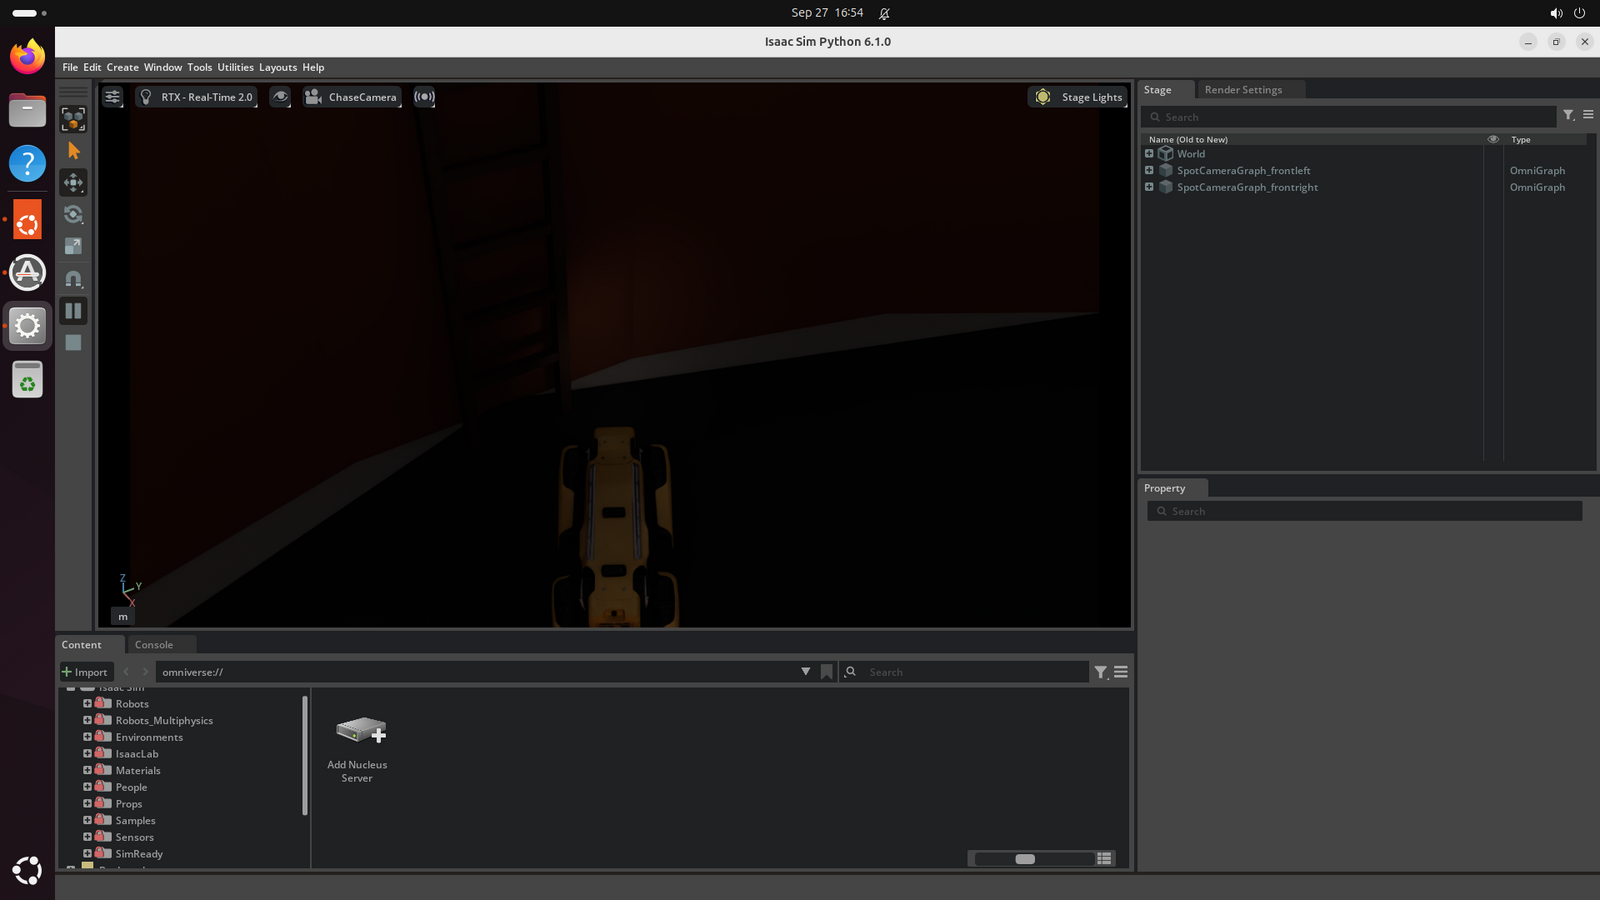 Sep 27 16:54
Isaac Sim Python 6.1.0
File Edit Create Window Tools Utilities Layouts Help
RTX - Real-Time 2.0
ChaseCamera
Stage Lights
Z
Y
X
m
Stage
Render Settings
Search
Name (Old to New)
Type
World
SpotCameraGraph_frontleft
OmniGraph
SpotCameraGraph_frontright
OmniGraph
Property
Search
Content
Console
Import
omniverse://
Search
Isaac Sim
Robots
Robots_Multiphysics
Environments
IsaacLab
Materials
People
Props
Samples
Sensors
SimReady
Add Nucleus
Server